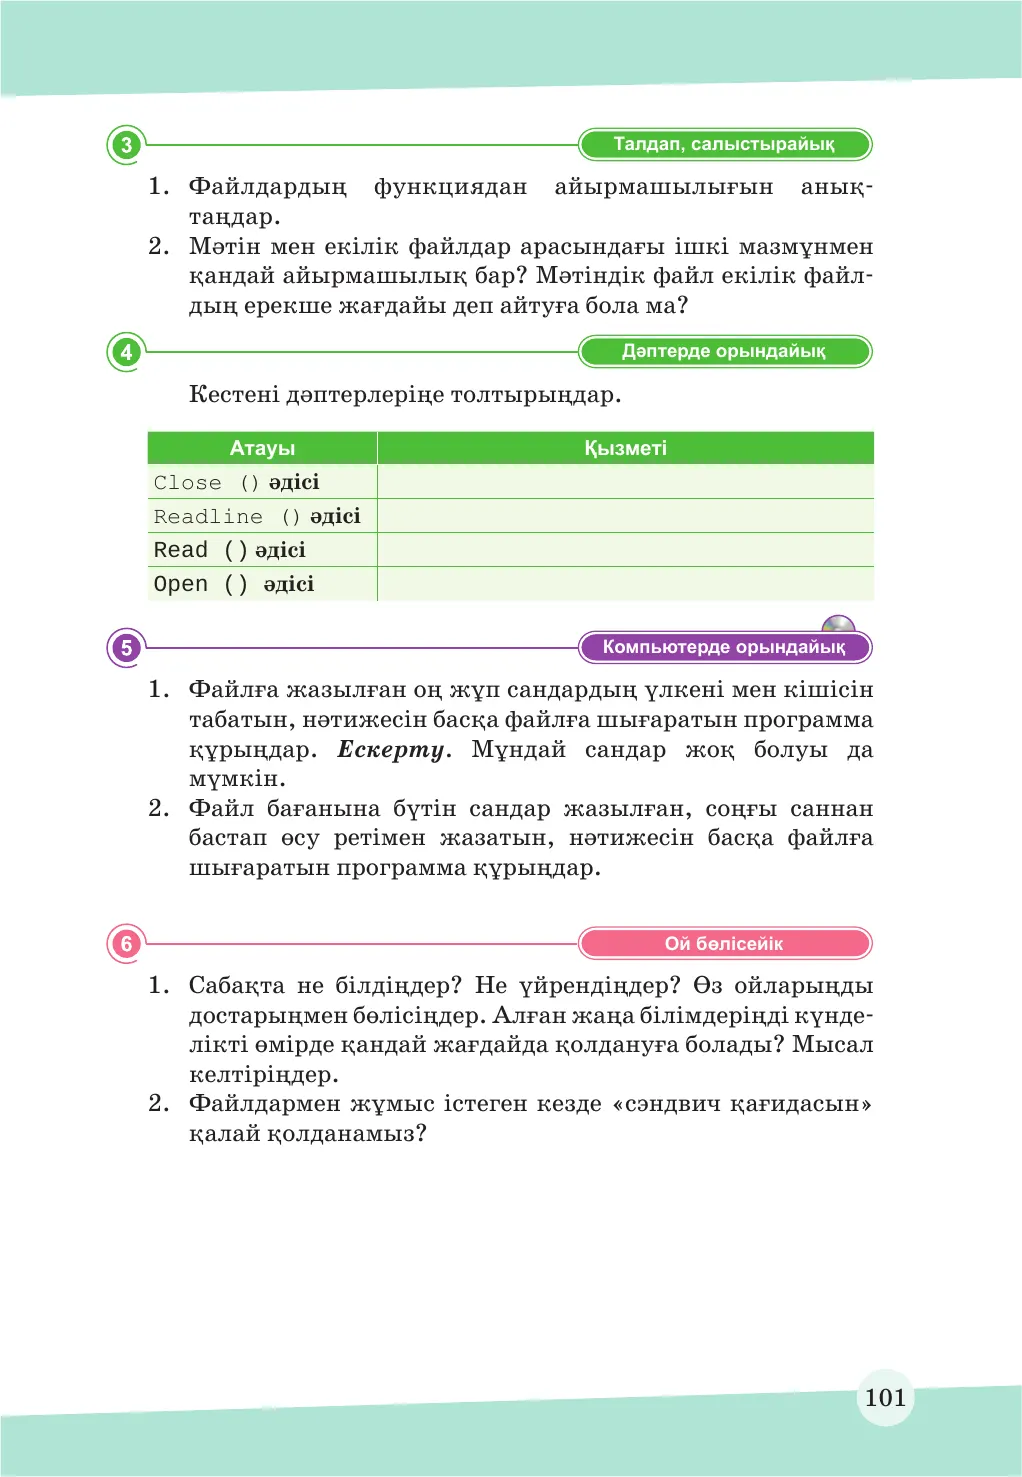 3
Талдап, салыстырайық
1. Файлдардың функциядан айырмашылығын анық-
таңдар.
2. Мәтін мен екілік файлдар арасындағы ішкі мазмұнмен
қандай айырмашылық бар? Мәтіндік файл екілік файл-
дың ерекше жағдайы деп айтуға бола ма?
4
Дәптерде орындайық
Кестені дәптерлеріңе толтырыңдар.
Атауы Қызметі
Close () әдісі
Readline () әдісі
Read () әдісі
Open () әдісі
5
Компьютерде орындайық
1. Файлға жазылған оң жұп сандардың үлкені мен кішісін
табатын, нәтижесін басқа файлға шығаратын программа
құрыңдар. Ескерту. Мұндай сандар жоқ болуы да
мүмкін.
2. Файл бағанына бүтін сандар жазылған, соңғы саннан
бастап өсу ретімен жазатын, нәтижесін басқа файлға
шығаратын программа құрыңдар.
6
Ой бөлісейік
1. Сабақта не білдіңдер? Не үйрендіңдер? Өз ойларыңды
достарыңмен бөлісіңдер. Алған жаңа білімдеріңді күнде-
лікті өмірде қандай жағдайда қолдануға болады? Мысал
келтіріңдер.
2. Файлдармен жұмыс істеген кезде «сэндвич қағидасын»
қалай қолданамыз?
101